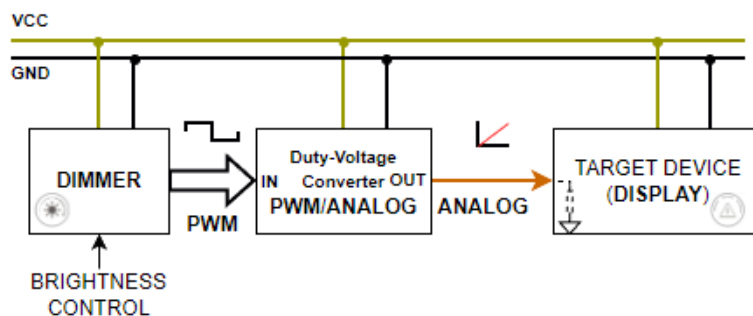 VCC
GND
DIMMER
PWM
BRIGHTNESS
CONTROL
Duty-Voltage
IN Converter OUT
PWM/ANALOG
ANALOG
TARGET DEVICE
(DISPLAY)